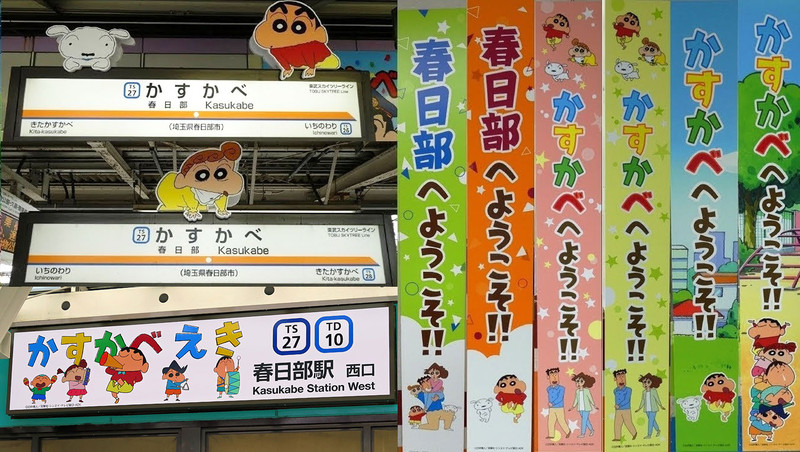 TS
27
かすかべ
春日部 Kasukabe
東武スカイツリーライン
TOBU SKYTREE Line
きたかすかべ
Kita-kasukabe
(埼玉県春日部市)
いちのわり
Ichinowari
TS
26
TS
27
かすかべ
春日部 Kasukabe
東武スカイツリーライン
TOBU SKYTREE Line
いちのわり
Ichinowari
(埼玉県春日部市)
きたかすかべ
Kita-kasukabe
TS
28
かすかべえき
TS
27
TD
10
春日部駅 西口
Kasukabe Station West
春日部へようこそ!!
春日部へようこそ!!
かすかべへようこそ!!
かすかべへようこそ!!
かすかべへようこそ!!
かすかべへようこそ!!